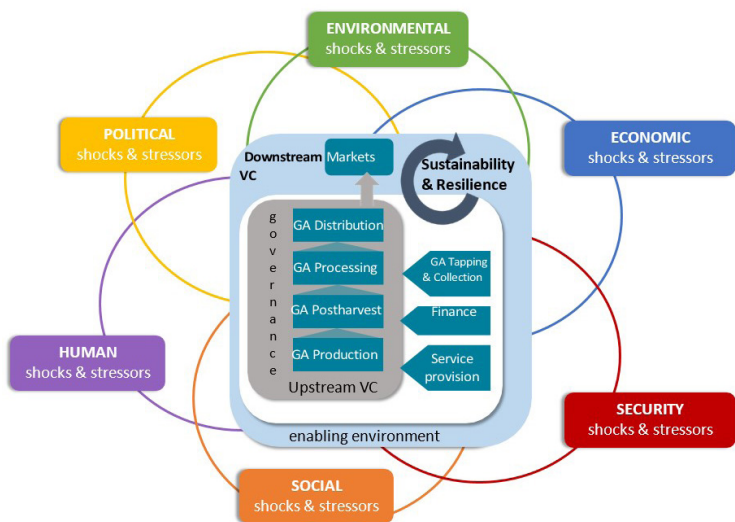 ENVIRONMENTAL
shocks & stressors
POLITICAL
shocks & stressors
ECONOMIC
shocks & stressors
Downstream
VC
Markets
Sustainability
& Resilience
governance
GA Distribution
GA Processing
GA Tapping
& Collection
GA Postharvest
Finance
GA Production
Service
provision
Upstream VC
enabling environment
HUMAN
shocks & stressors
SECURITY
shocks & stressors
SOCIAL
shocks & stressors